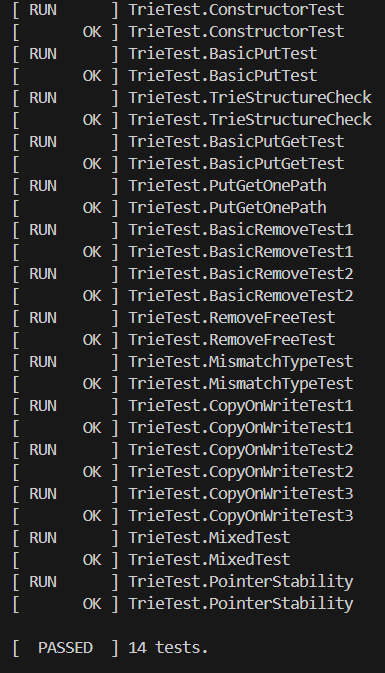 [ RUN      ] TrieTest.ConstructorTest
[       OK ] TrieTest.ConstructorTest
[ RUN      ] TrieTest.BasicPutTest
[       OK ] TrieTest.BasicPutTest
[ RUN      ] TrieTest.TrieStructureCheck
[       OK ] TrieTest.TrieStructureCheck
[ RUN      ] TrieTest.BasicPutGetTest
[       OK ] TrieTest.BasicPutGetTest
[ RUN      ] TrieTest.PutGetOnePath
[       OK ] TrieTest.PutGetOnePath
[ RUN      ] TrieTest.BasicRemoveTest1
[       OK ] TrieTest.BasicRemoveTest1
[ RUN      ] TrieTest.BasicRemoveTest2
[       OK ] TrieTest.BasicRemoveTest2
[ RUN      ] TrieTest.RemoveFreeTest
[       OK ] TrieTest.RemoveFreeTest
[ RUN      ] TrieTest.MismatchTypeTest
[       OK ] TrieTest.MismatchTypeTest
[ RUN      ] TrieTest.CopyOnWriteTest1
[       OK ] TrieTest.CopyOnWriteTest1
[ RUN      ] TrieTest.CopyOnWriteTest2
[       OK ] TrieTest.CopyOnWriteTest2
[ RUN      ] TrieTest.CopyOnWriteTest3
[       OK ] TrieTest.CopyOnWriteTest3
[ RUN      ] TrieTest.MixedTest
[       OK ] TrieTest.MixedTest
[ RUN      ] TrieTest.PointerStability
[       OK ] TrieTest.PointerStability
[  PASSED  ] 14 tests.